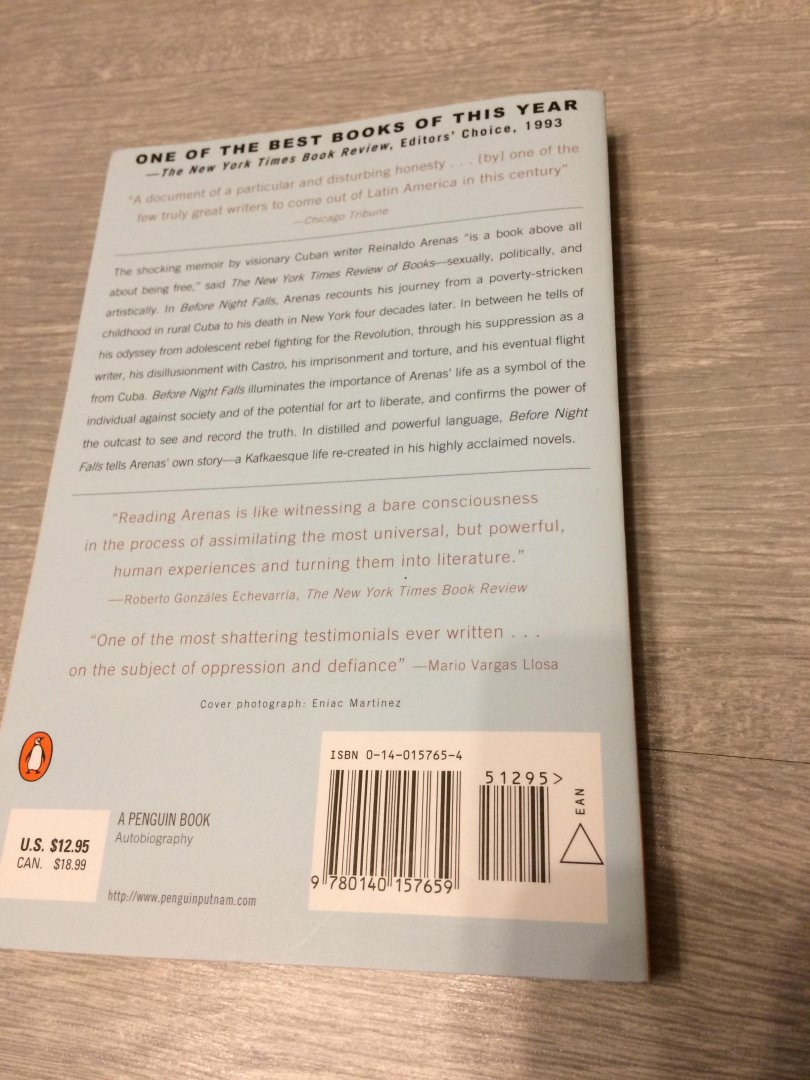 ONE OF THE BEST BOOKS OF THIS YEAR
—The New York Times Book Review, Editors' Choice, 1993
"A document of a particular and disturbing honesty . . . [by] one of the
few truly great writers to come out of Latin America in this century"
—Chicago Tribune
The shocking memoir by visionary Cuban writer Reinaldo Arenas "is a book above all
about being free," said The New York Times Review of Books—sexually, politically, and
artistically. In Before Night Falls, Arenas recounts his journey from a poverty-stricken
childhood in rural Cuba to his death in New York four decades later. In between he tells of
his odyssey from adolescent rebel fighting for the Revolution, through his suppression as a
writer, his disillusionment with Castro, his imprisonment and torture, and his eventual flight
from Cuba. Before Night Falls illuminates the importance of Arenas' life as a symbol of the
individual against society and of the potential for art to liberate, and confirms the power of
the outcast to see and record the truth. In distilled and powerful language, Before Night
Falls tells Arenas' own story—a Kafkaesque life re-created in his highly acclaimed novels.
"Reading Arenas is like witnessing a bare consciousness
in the process of assimilating the most universal, but powerful,
human experiences and turning them into literature."
—Roberto Gonzáles Echevarría, The New York Times Book Review
"One of the most shattering testimonials ever written . . .
on the subject of oppression and defiance" —Mario Vargas Llosa
Cover photograph: Eniac Martinez
ISBN 0-14-015765-4
51295>
EAN
9 780140 157659
A PENGUIN BOOK
Autobiography
U.S. $12.95
CAN. $18.99
http://www.penguinputnam.com